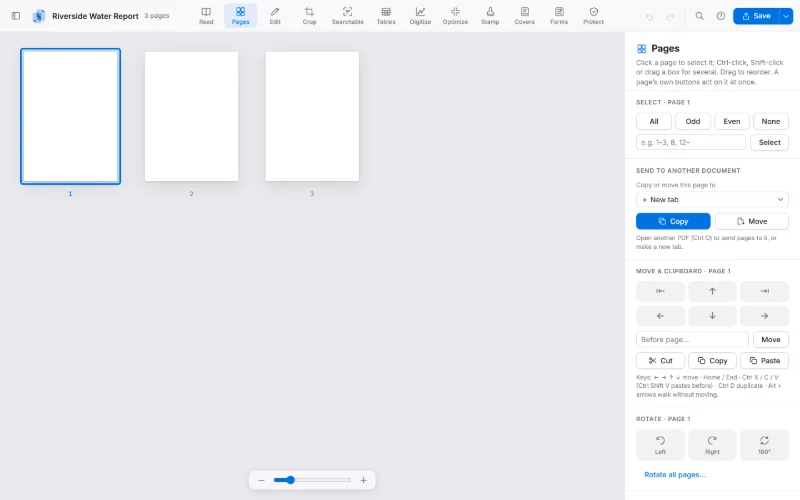 Riverside Water Report 3 pages
Read
Pages
Edit
Crop
Searchable
Tables
Digitize
Optimize
Stamp
Covers
Forms
Protect
Save
1
2
3
Pages
Click a page to select it; Ctrl-click, Shift-click
or drag a box for several. Drag to reorder. A
page's own buttons act on it at once.
SELECT · PAGE 1
All
Odd
Even
None
e.g. 1-3, 8, 12-
Select
SEND TO ANOTHER DOCUMENT
Copy or move this page to
+ New tab
Copy
Move
Open another PDF (Ctrl O) to send pages to it, or
make a new tab.
MOVE & CLIPBOARD · PAGE 1
⇤ ↑ ⇥
← ↓ →
Before page...
Move
Cut
Copy
Paste
Keys: ← → ↑ ↓ move · Home / End · Ctrl X / C / V
(Ctrl Shift V pastes before) · Ctrl D duplicate · Alt +
arrows walk without moving.
ROTATE · PAGE 1
Left
Right
180°
Rotate all pages...